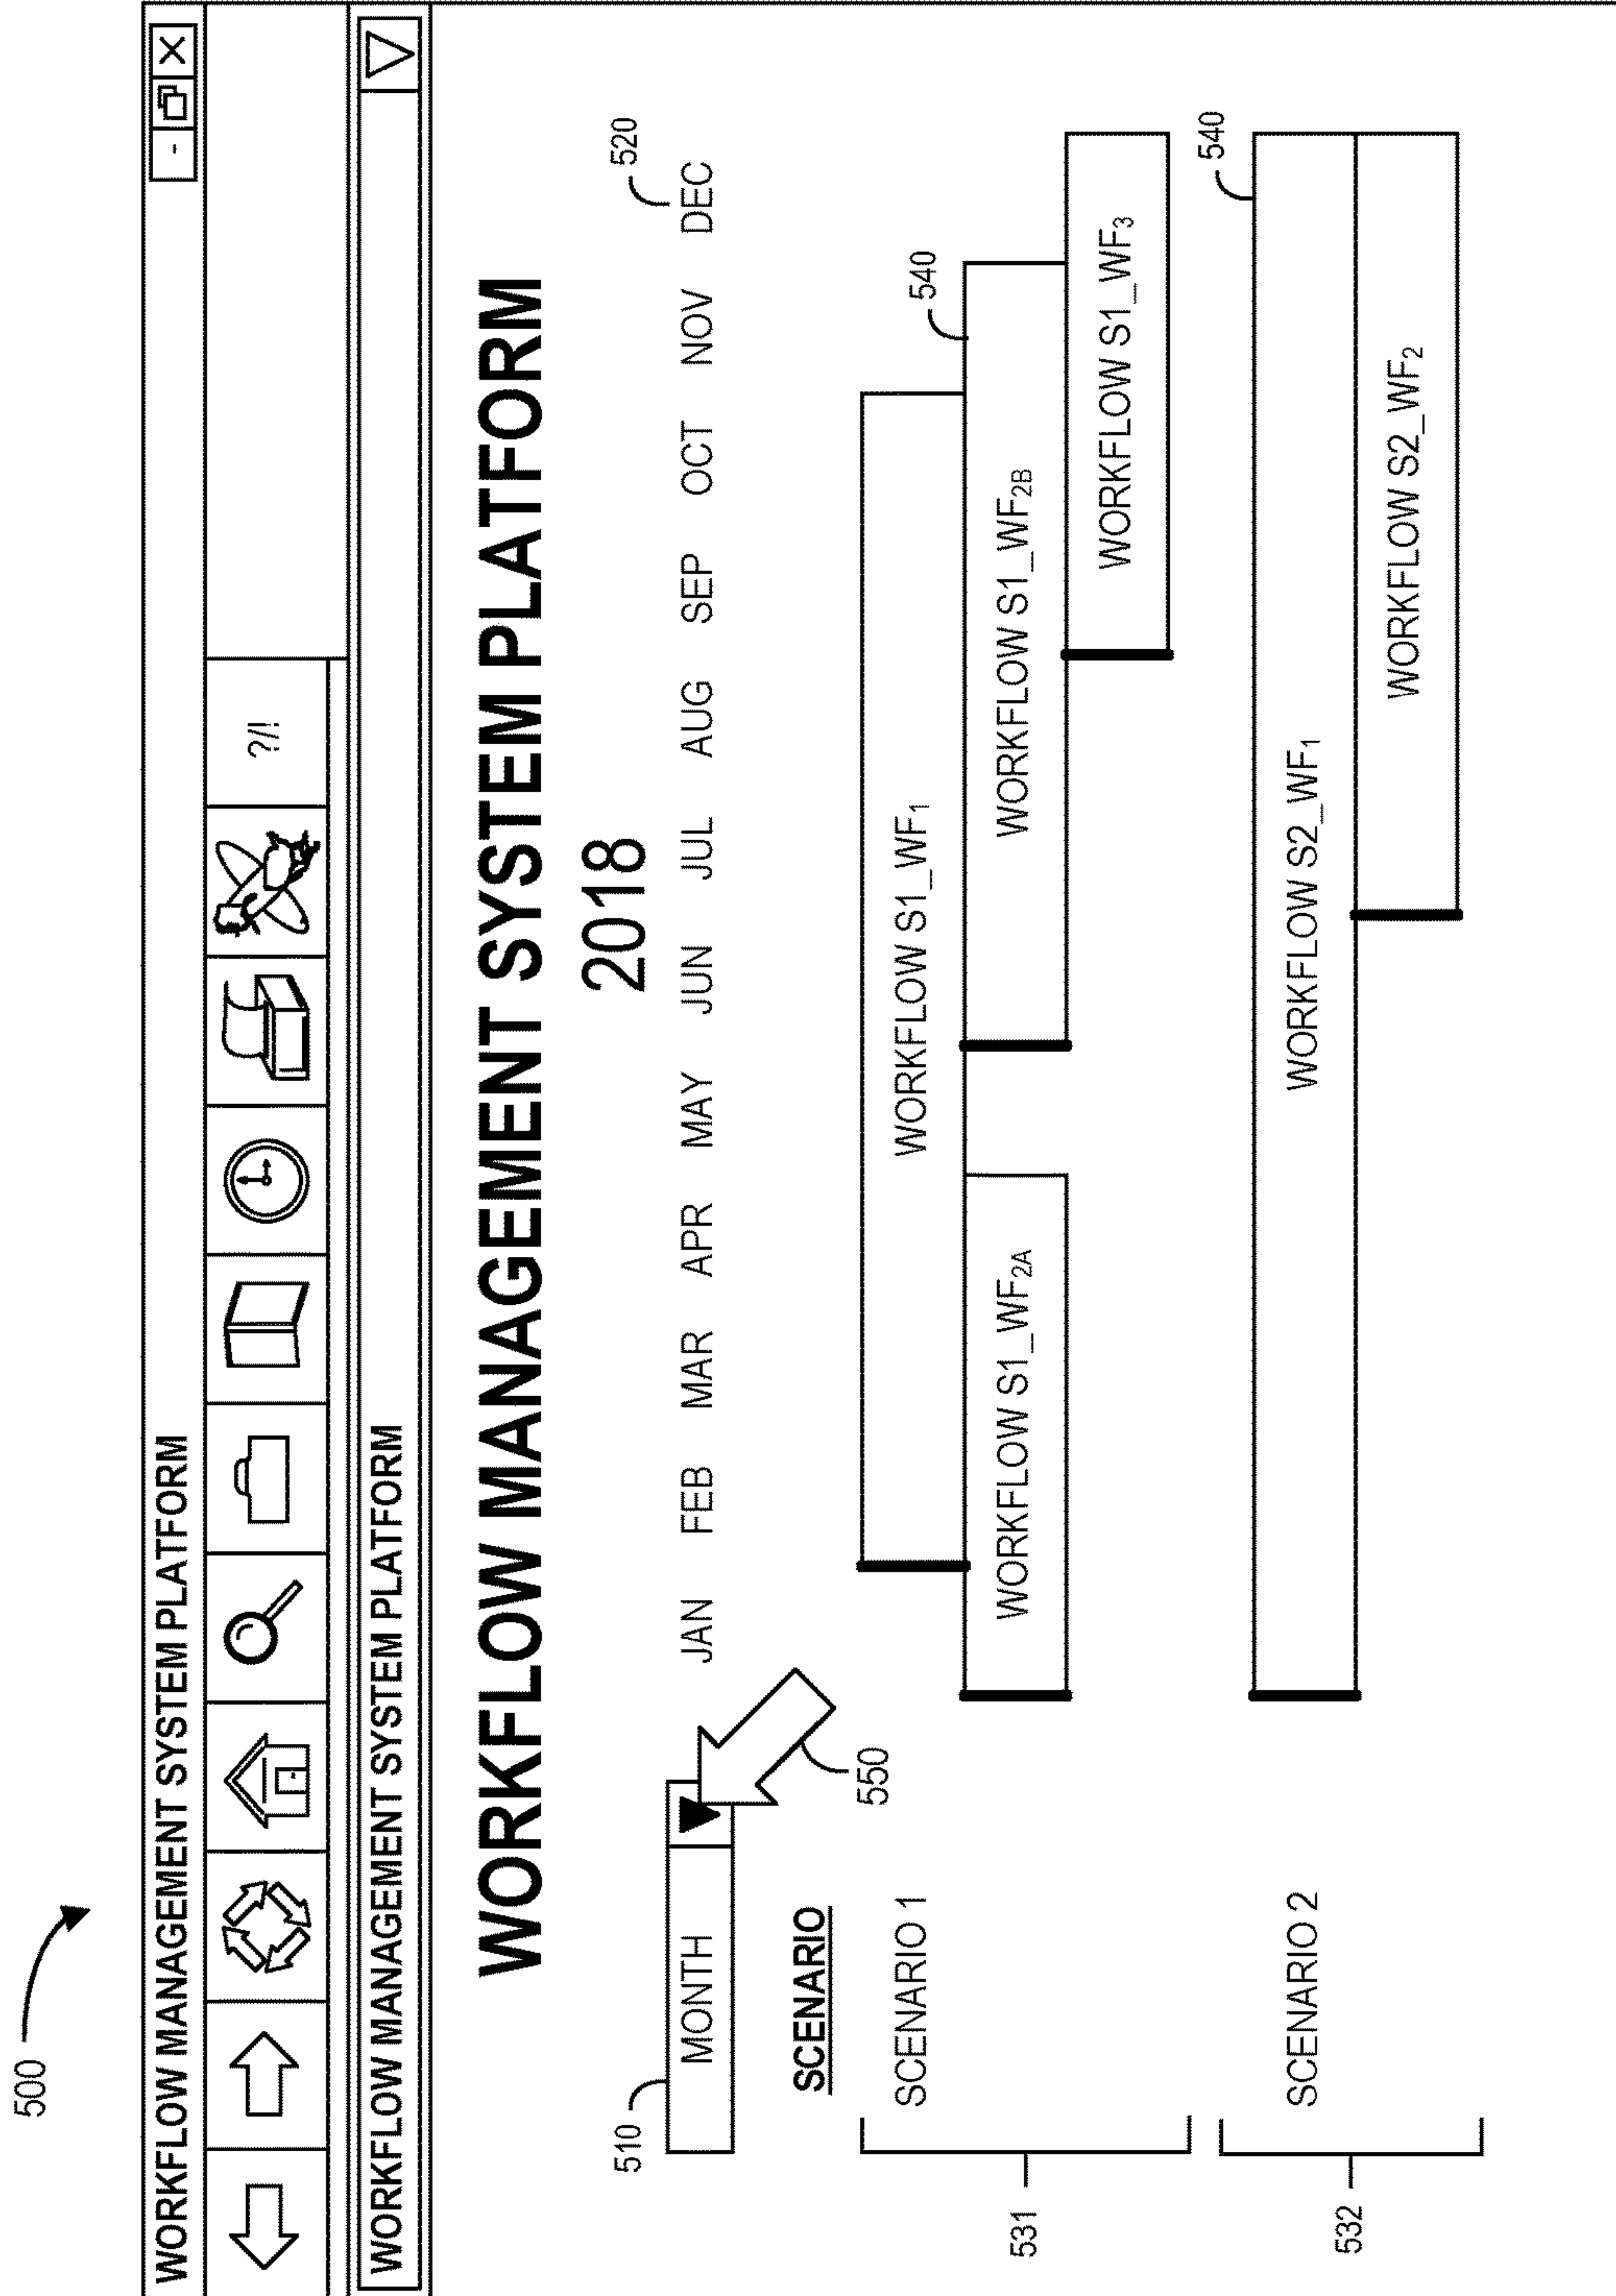 500
WORKFLOW MANAGEMENT SYSTEM PLATFORM
- X
?/!
WORKFLOW MANAGEMENT SYSTEM PLATFORM
WORKFLOW MANAGEMENT SYSTEM PLATFORM
2018
510
520
MONTH JAN FEB MAR APR MAY JUN JUL AUG SEP OCT NOV DEC
550
SCENARIO
531
SCENARIO 1
WORKFLOW S1_WF₁
540
WORKFLOW S1_WF₂A WORKFLOW S1_WF₂B
WORKFLOW S1_WF₃
532
SCENARIO 2
540
WORKFLOW S2_WF₁
WORKFLOW S2_WF₂